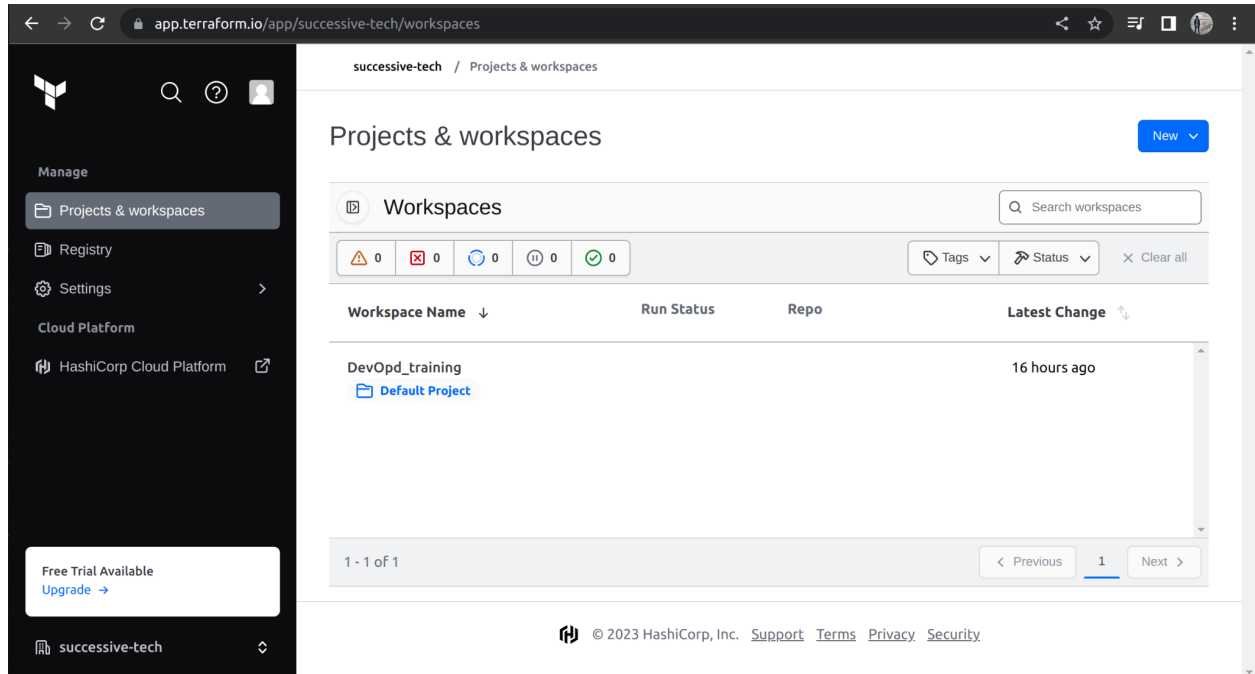 app.terraform.io/app/successive-tech/workspaces
successive-tech / Projects & workspaces
Projects & workspaces
New
Manage
Projects & workspaces
Registry
Settings
Cloud Platform
HashiCorp Cloud Platform
Workspaces
Search workspaces
0 0 0 0 0
Tags Status Clear all
Workspace Name Run Status Repo Latest Change
DevOpd_training 16 hours ago
Default Project
1 - 1 of 1
Previous 1 Next
Free Trial Available
Upgrade
successive-tech
© 2023 HashiCorp, Inc. Support Terms Privacy Security